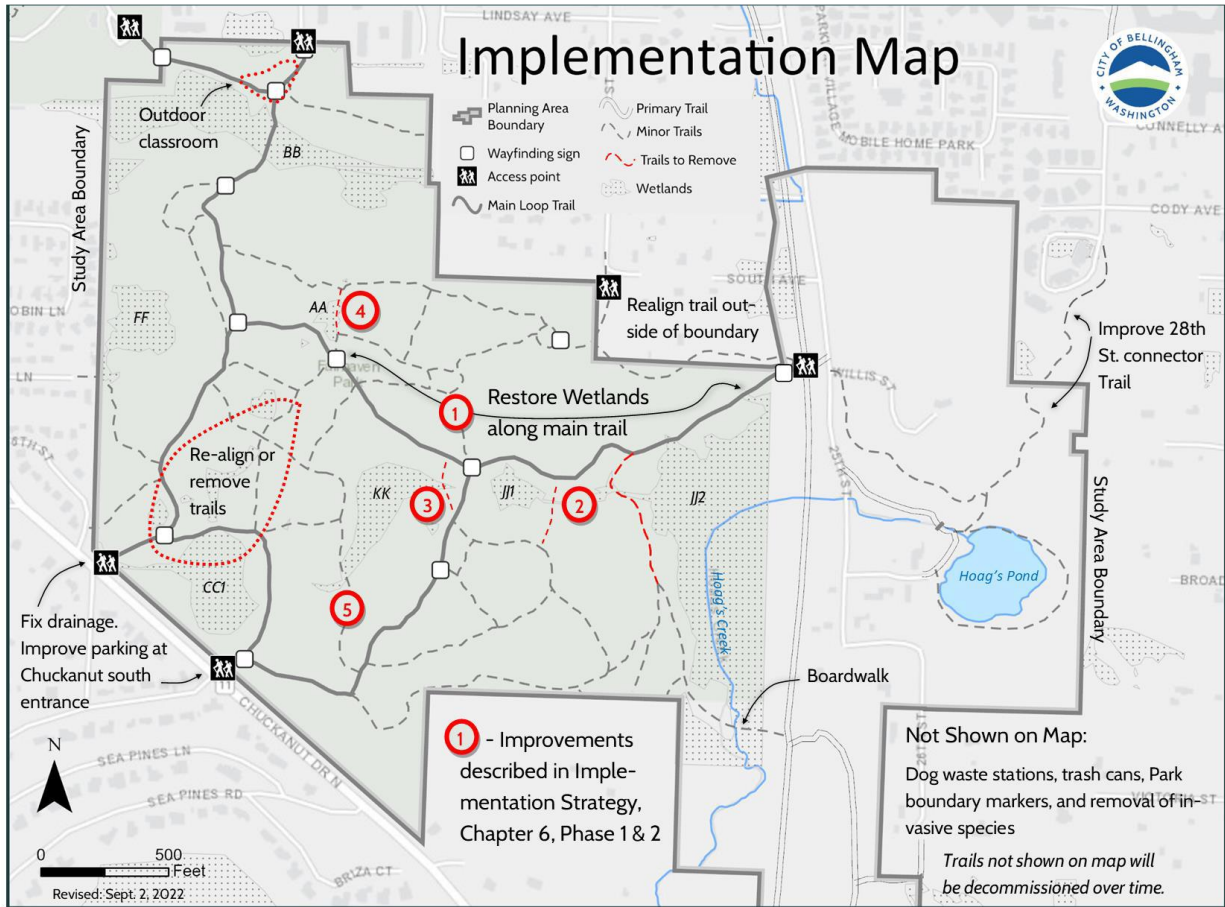 LINDSAY AVE
Implementation Map
CITY OF BELLINGHAM
WASHINGTON
Planning Area
Boundary
Wayfinding sign
Access point
Main Loop Trail
Primary Trail
Minor Trails
Trails to Remove
Wetlands
MOBILE HOME PARK
CONNELLY A
CODY AVE
Outdoor
classroom
BB
Study Area Boundary
FF
AA
4
SOUTH AVE
Realign trail out-
side of boundary
Improve 28th
St. connector
Trail
WILLIS ST
25TH ST
Restore Wetlands
along main trail
1
Re-align or
remove
trails
KK
3
JJ1
2
JJ2
CC1
5
Hoag's Creek
Hoag's Pond
Study Area Boundary
BROAD
Fix drainage.
Improve parking at
Chuckanut south
entrance
Boardwalk
CHUCKANUT DR N
SEA PINES LN
SEA PINES RD
BRIZA CT
26TH ST
1 - Improvements
described in Imple-
mentation Strategy,
Chapter 6, Phase 1 & 2
Not Shown on Map:
Dog waste stations, trash cans, Park
boundary markers, and removal of in-
vasive species
Trails not shown on map will
be decommissioned over time.
N
0 500
Feet
Revised: Sept. 2, 2022